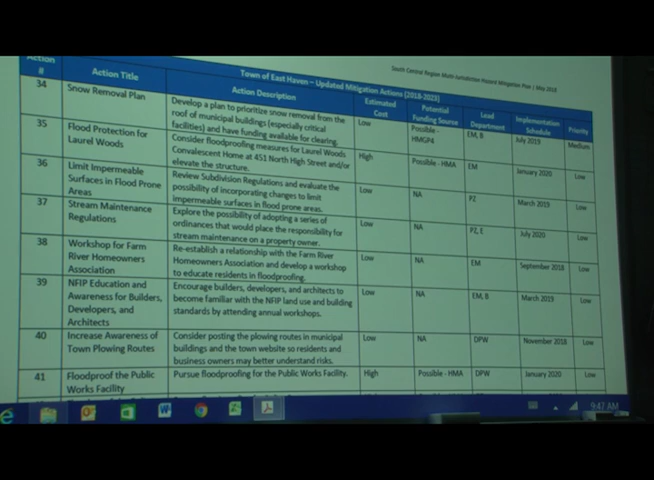 South Central Region Multi-Jurisdiction Hazard Mitigation Plan | May 2018
Town of East Haven – Updated Mitigation Actions (2018-2023)
Action # Action Title Action Description Estimated Cost Potential Funding Source Lead Department Implementation Schedule Priority
34 Snow Removal Plan Develop a plan to prioritize snow removal from the roof of municipal buildings (especially critical facilities) and have funding available for clearing. Low Possible - HMGP4 EM, B July 2019 Medium
35 Flood Protection for Laurel Woods Consider floodproofing measures for Laurel Woods Convalescent Home at 451 North High Street and/or elevate the structure. High Possible - HMA EM January 2020 Low
36 Limit Impermeable Surfaces in Flood Prone Areas Review Subdivision Regulations and evaluate the possibility of incorporating changes to limit impermeable surfaces in flood prone areas. Low NA PZ March 2019 Low
37 Stream Maintenance Regulations Explore the possibility of adopting a series of ordinances that would place the responsibility for stream maintenance on a property owner. Low NA PZ, E July 2020 Low
38 Workshop for Farm River Homeowners Association Re-establish a relationship with the Farm River Homeowners Association and develop a workshop to educate residents in floodproofing. Low NA EM September 2018 Low
39 NFIP Education and Awareness for Builders, Developers, and Architects Encourage builders, developers, and architects to become familiar with the NFIP land use and building standards by attending annual workshops. Low NA EM, B March 2019 Low
40 Increase Awareness of Town Plowing Routes Consider posting the plowing routes in municipal buildings and the town website so residents and business owners may better understand risks. Low NA DPW November 2018 Low
41 Floodproof the Public Works Facility Pursue floodproofing for the Public Works Facility. High Possible - HMA DPW January 2020 Low
9:47 AM